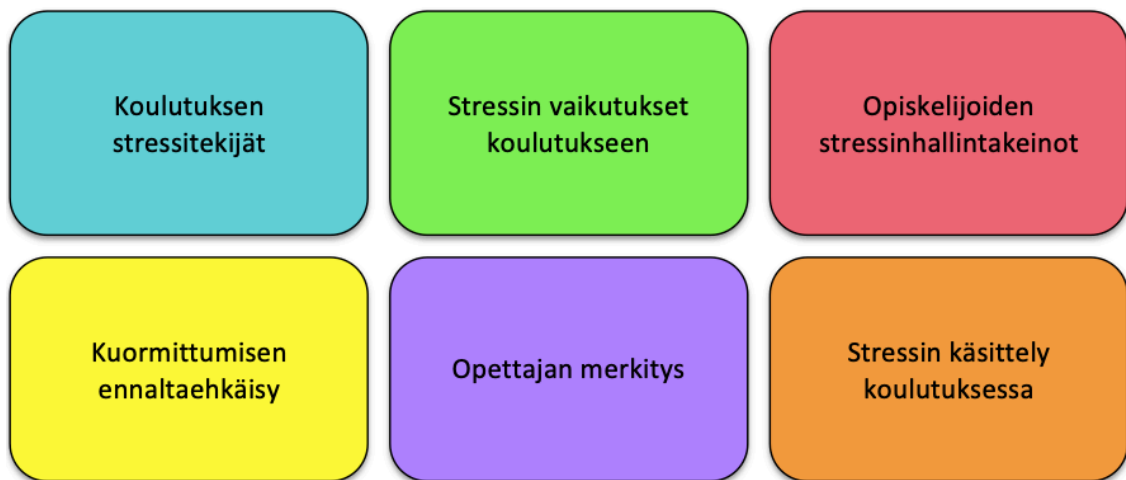 Koulutuksen
stressitekijät
Stressin vaikutukset
koulutukseen
Opiskelijoiden
stressinhallintakeinot
Kuormittumisen
ennaltaehkäisy
Opettajan merkitys
Stressin käsittely
koulutuksessa